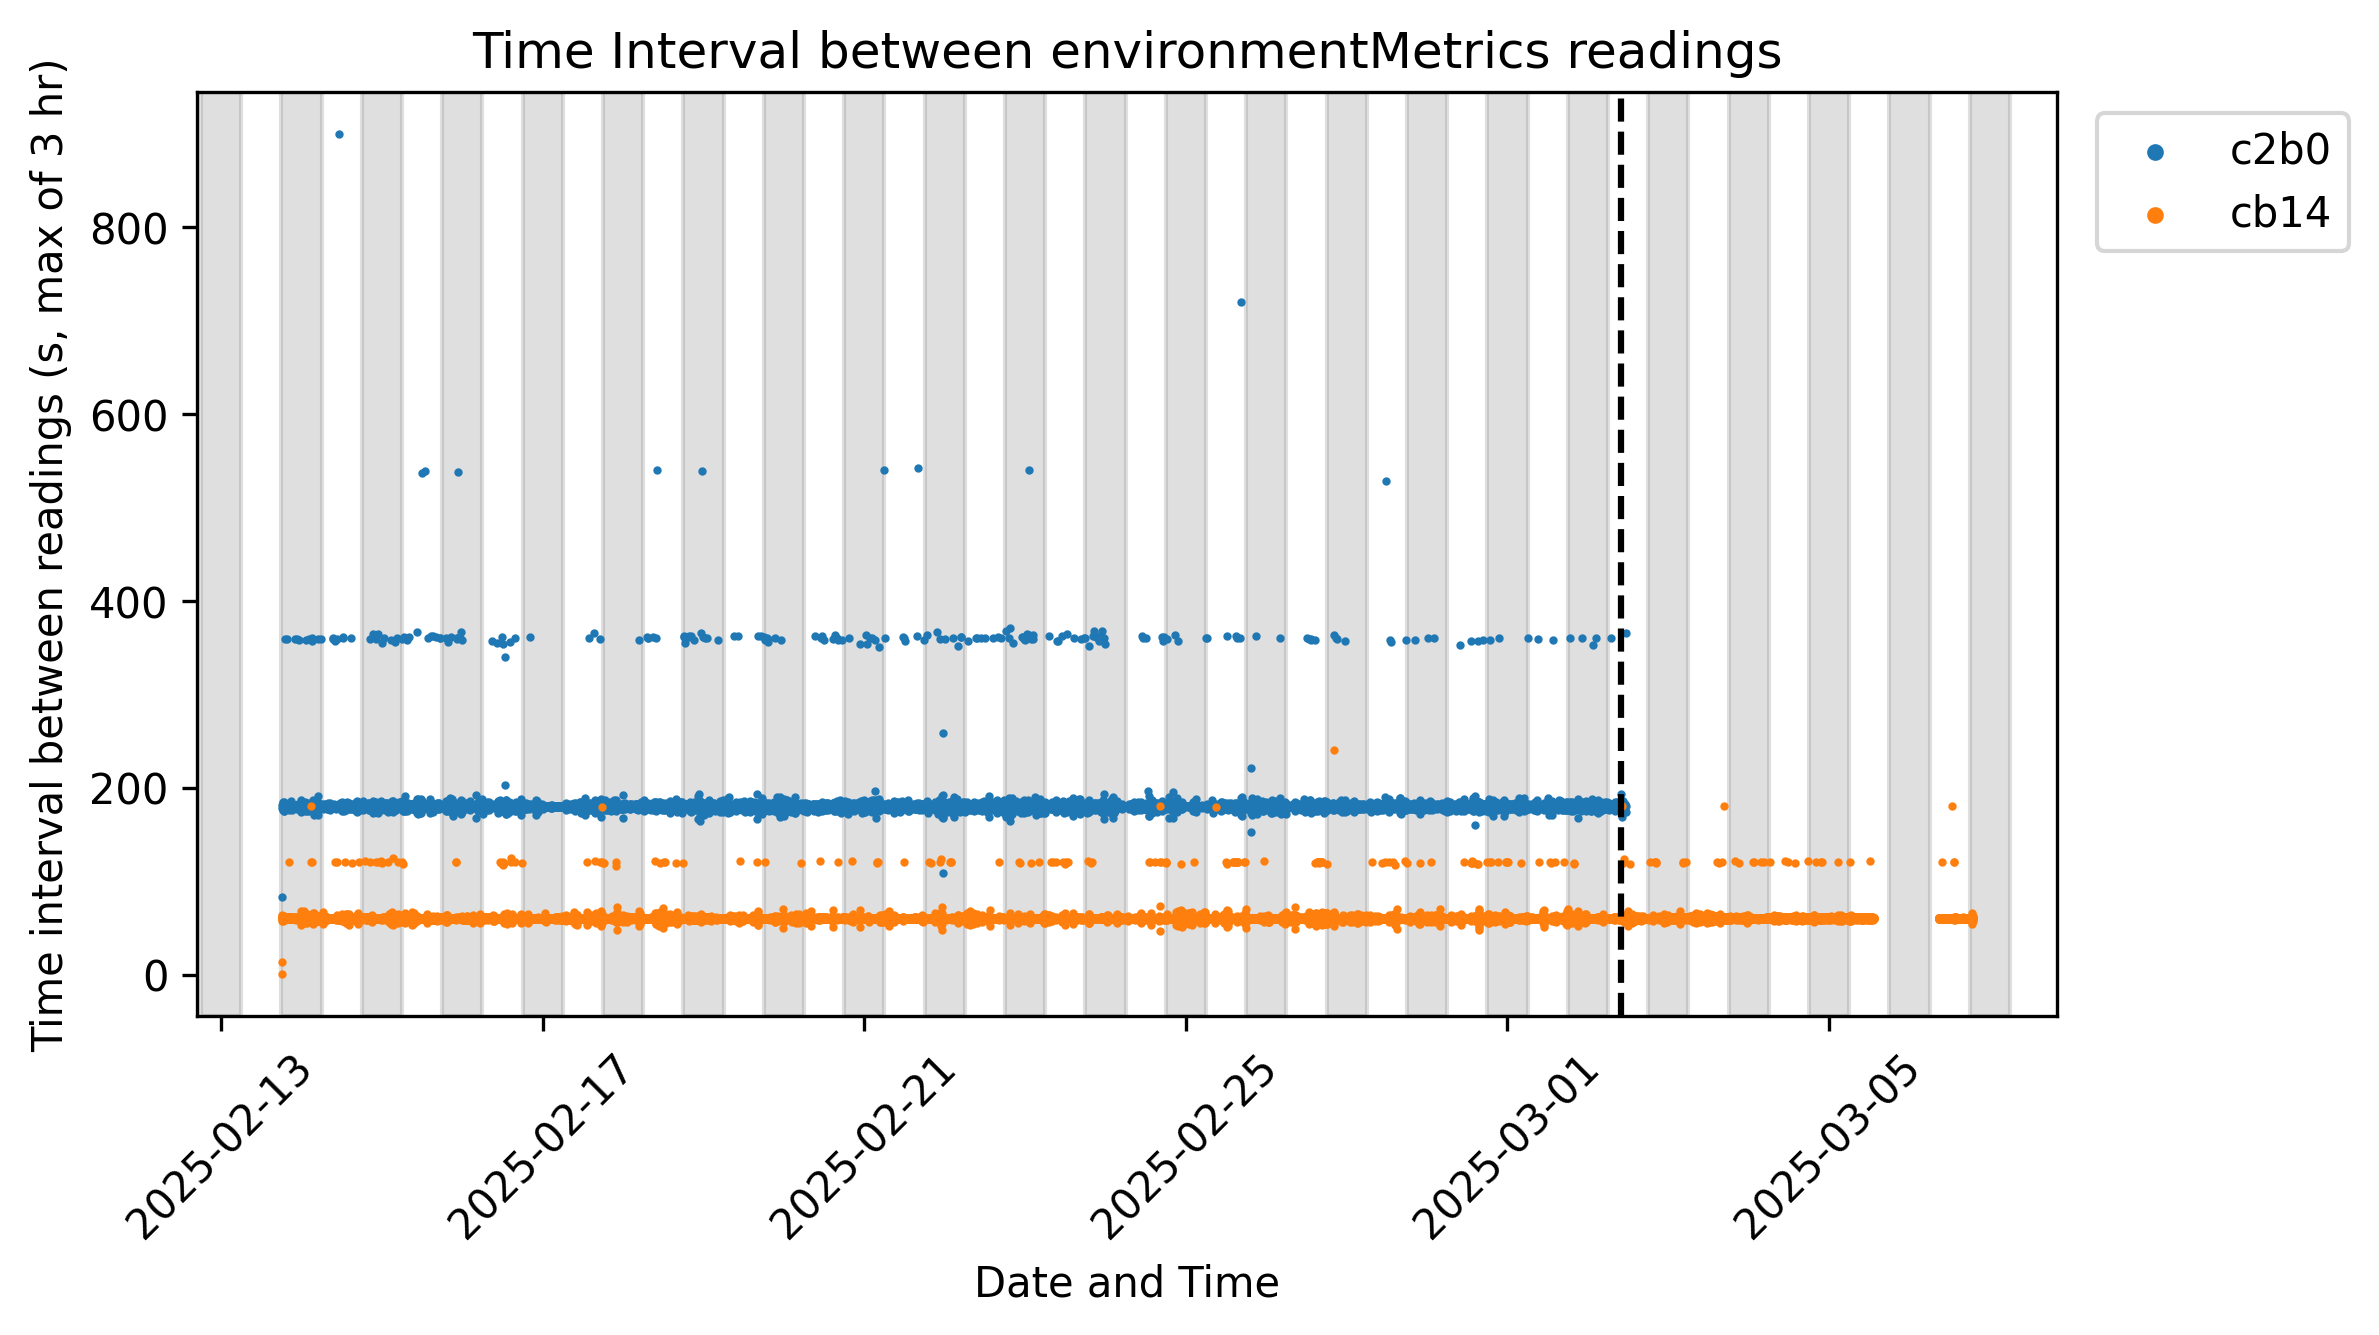 Time Interval between environmentMetrics readings
Time interval between readings (s, max of 3 hr)
800
600
400
200
0
c2b0
cb14
2025-02-13
2025-02-17
2025-02-21
2025-02-25
2025-03-01
2025-03-05
Date and Time